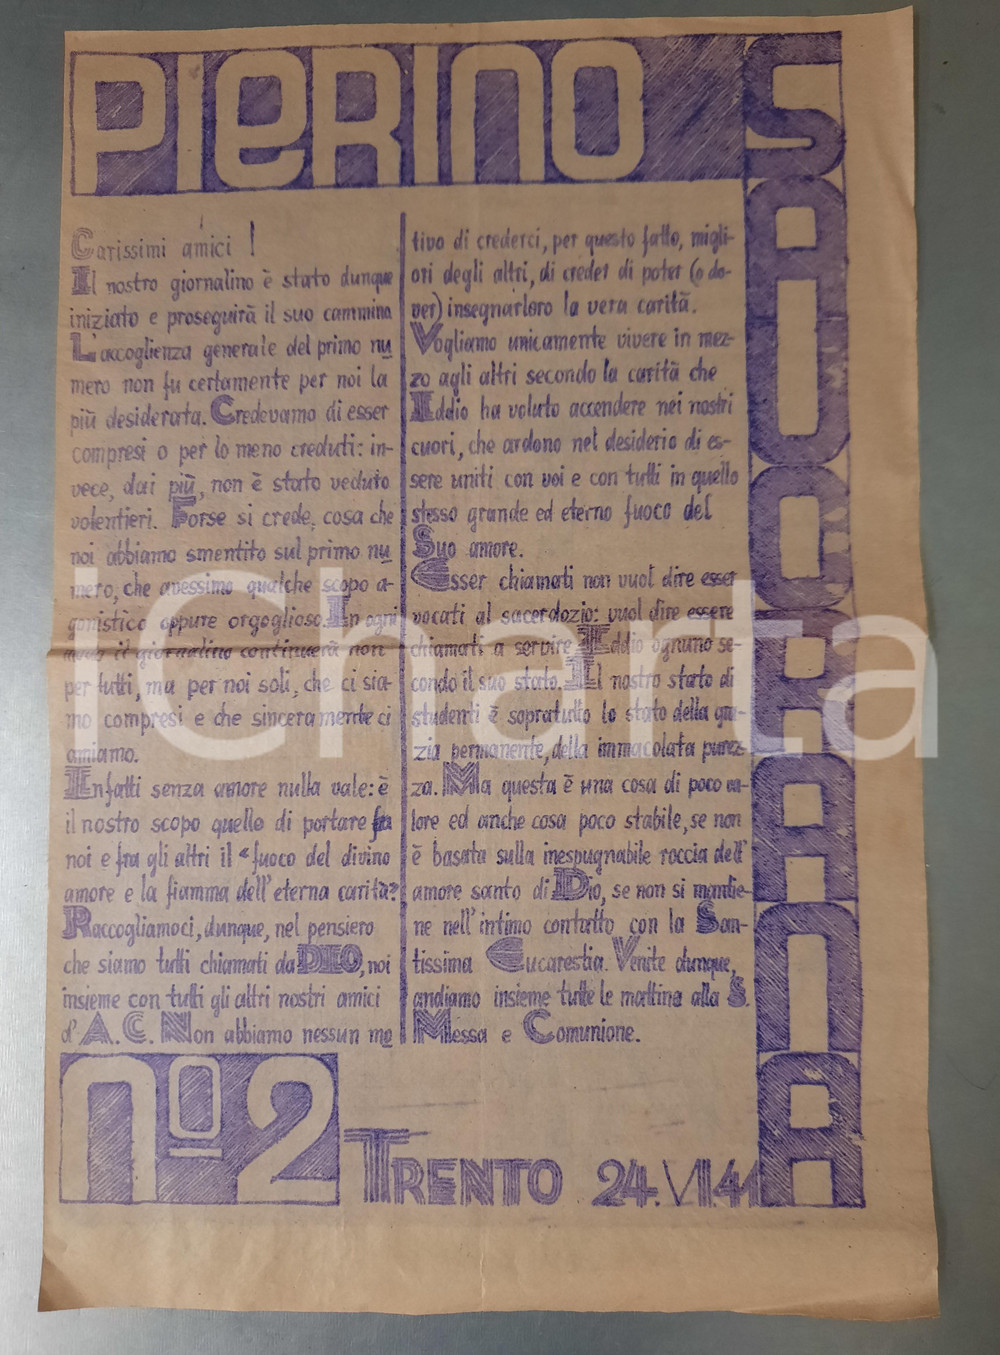 PIERINO
SALVORANIA
Carissimi amici !
Il nostro giornalino è stato dunque
iniziato e proseguirà il suo cammino
L'accoglienza generale del primo nu
mero non fu certamente per noi la
più desiderata. Credevamo di esser
compresi o per lo meno creduti: in-
vece, dai più, non è stato veduto
volentieri. Forse si crede, cosa che
noi abbiamo smentito sul primo nu
mero, che avessimo qualche scopo a-
gonistico oppure orgoglioso. In ogni
modo il giornalino continuerà non
per tutti, ma per noi soli, che ci sia-
mo compresi e che sinceramente ci
amiamo.
Infatti senza amore nulla vale: è
il nostro scopo quello di portare fra
noi e fra gli altri il "fuoco del divino
amore e la fiamma dell'eterna carità?
Raccogliamoci, dunque, nel pensiero
che siamo tutti chiamati da DIO, noi
insieme con tutti gli altri nostri amici
d'A.C. Non abbiamo nessun mo
tivo di crederci, per questo fatto, migli-
ori degli altri, di creder di poter (o do-
ver) insegnar loro la vera carità.
Vogliamo unicamente vivere in mez-
zo agli altri secondo la carità che
Iddio ha voluto accendere nei nostri
cuori, che ardono nel desiderio di es-
sere uniti con voi e con tutti in quello
stesso grande ed eterno fuoco del
Suo amore.
Esser chiamati non vuol dire esser
vocati al sacerdozio: vuol dire essere
chiamati a servire Iddio ognuno se-
condo il suo stato. Il nostro stato di
studenti è sopratutto lo stato della gra-
zia permanente, della immacolata purez-
za. Ma questa è una cosa di poco va-
lore ed anche cosa poco stabile, se non
è basata sulla inespugnabile roccia dell'
amore santo di Dio, se non si mantie-
ne nell'intimo contatto con la San-
tissima Eucarestia. Venite dunque,
andiamo insieme tutte le mattine alla S.
Messa e Comunione.
nº 2
TRENTO 24.VI.41
iCharta